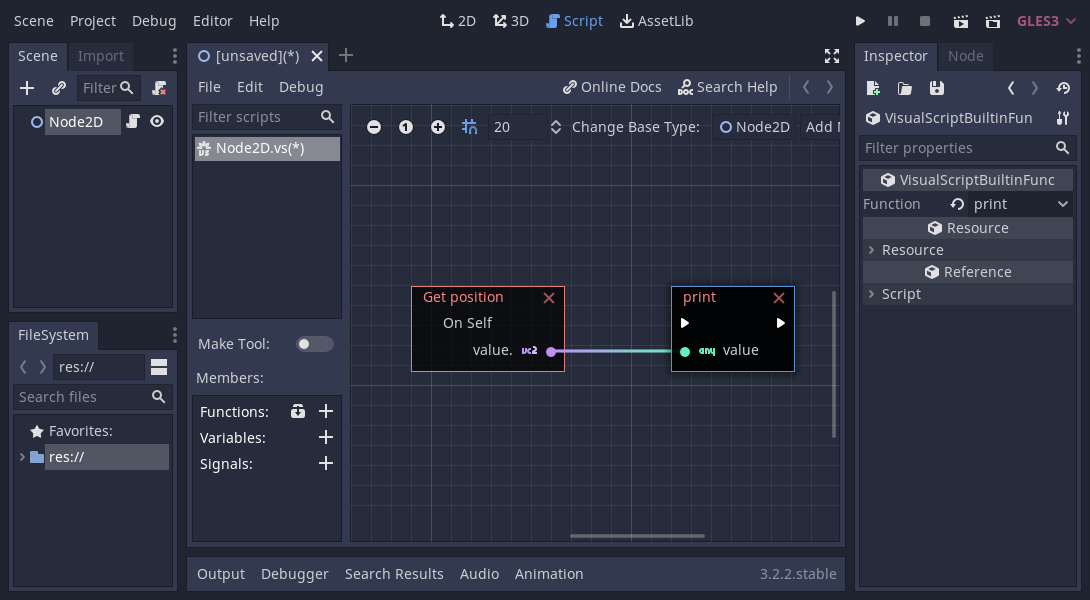 Scene Project Debug Editor Help 2D 3D Script AssetLib GLES3
Scene Import
Filter
Node2D
FileSystem
res://
Search files
Favorites:
res://
[unsaved](*)
File Edit Debug Online Docs Search Help
Filter scripts
Node2D.vs(*)
Make Tool:
Members:
Functions:
Variables:
Signals:
1 20 Change Base Type: Node2D Add
Get position
On Self
value. vc2
print
any value
Output Debugger Search Results Audio Animation 3.2.2.stable
Inspector Node
VisualScriptBuiltinFun
Filter properties
VisualScriptBuiltinFunc
Function print
Resource
Resource
Reference
Script